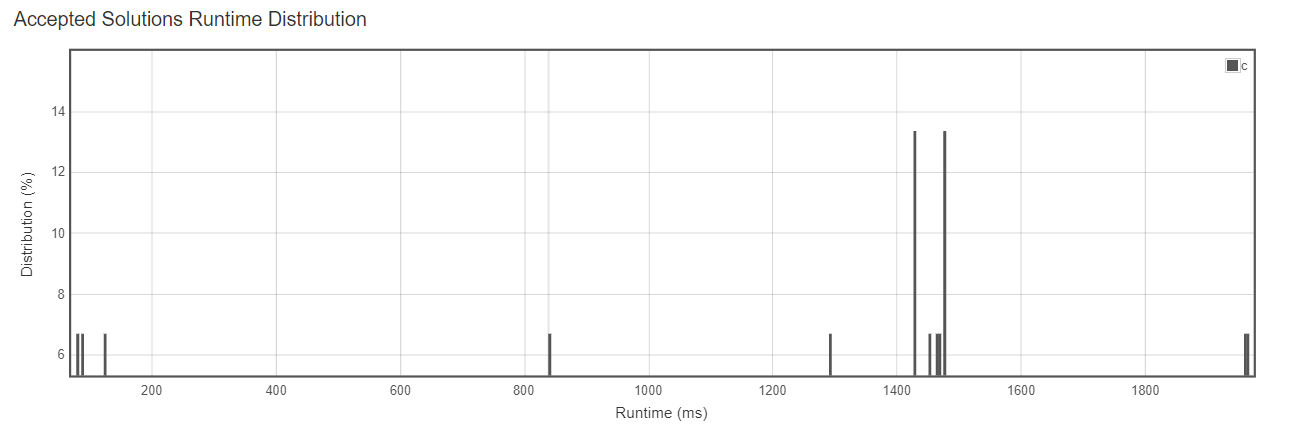 Accepted Solutions Runtime Distribution
c
14
12
10
8
6
Distribution (%)
200 400 600 800 1000 1200 1400 1600 1800
Runtime (ms)